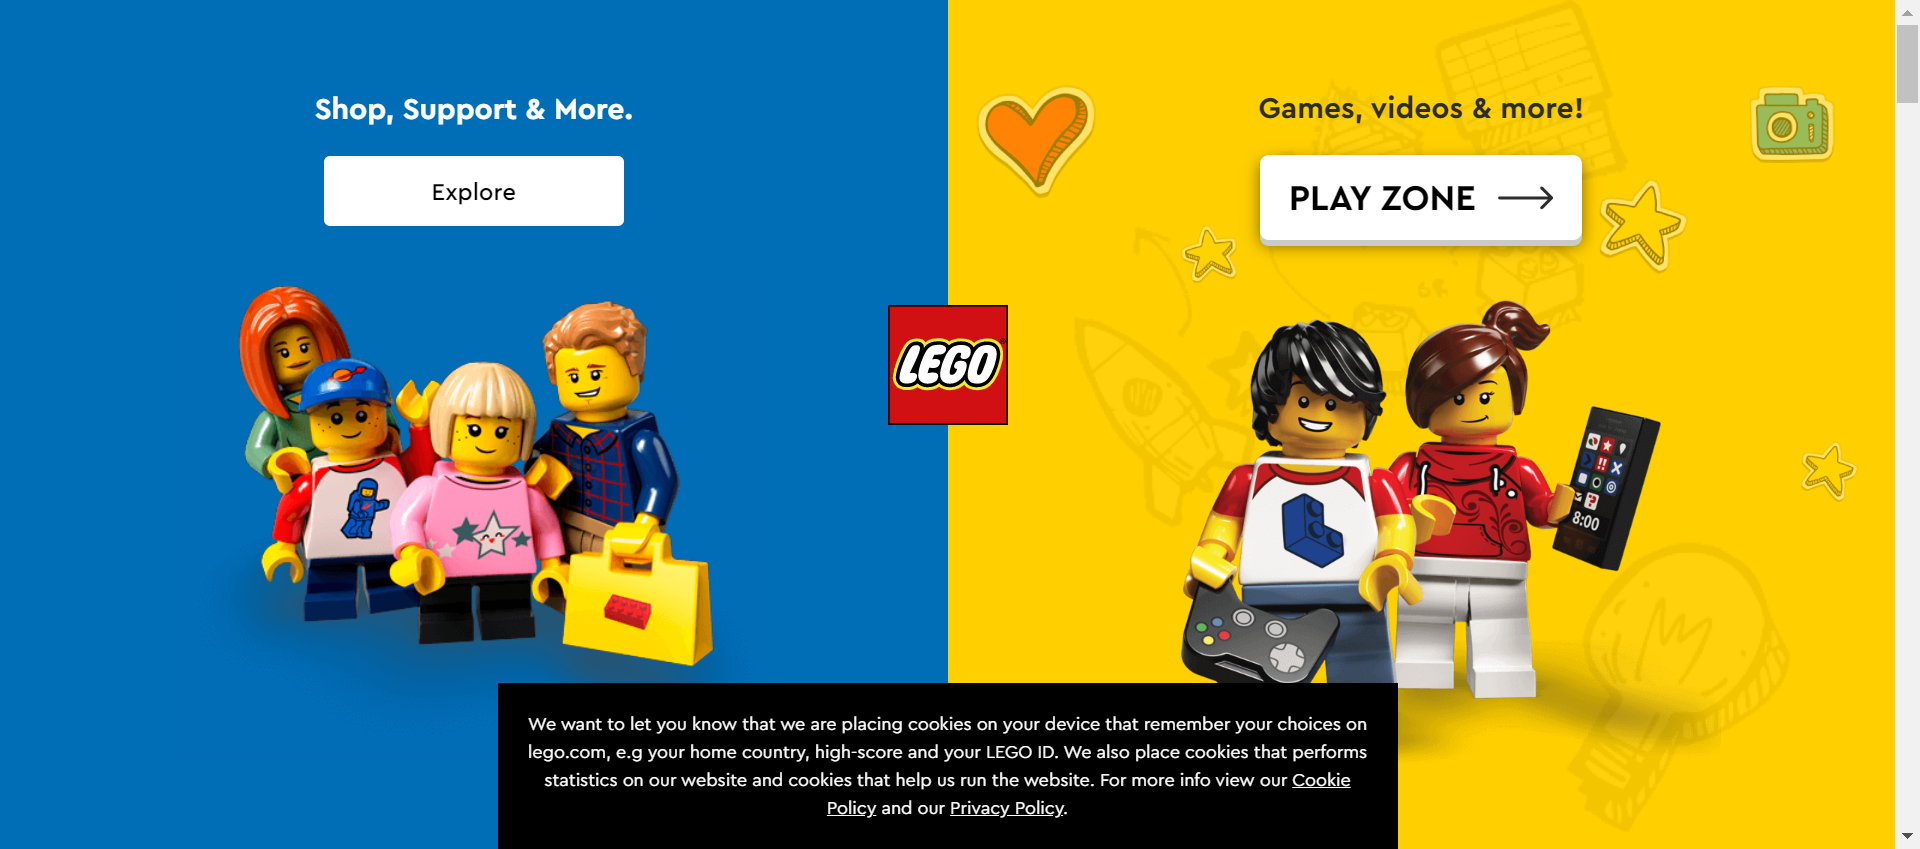 Shop, Support & More.
Explore
Games, videos & more!
PLAY ZONE
OR
LEGO
8:00
We want to let you know that we are placing cookies on your device that remember your choices on
lego.com, e.g your home country, high-score and your LEGO ID. We also place cookies that performs
statistics on our website and cookies that help us run the website. For more info view our Cookie
Policy and our Privacy Policy.